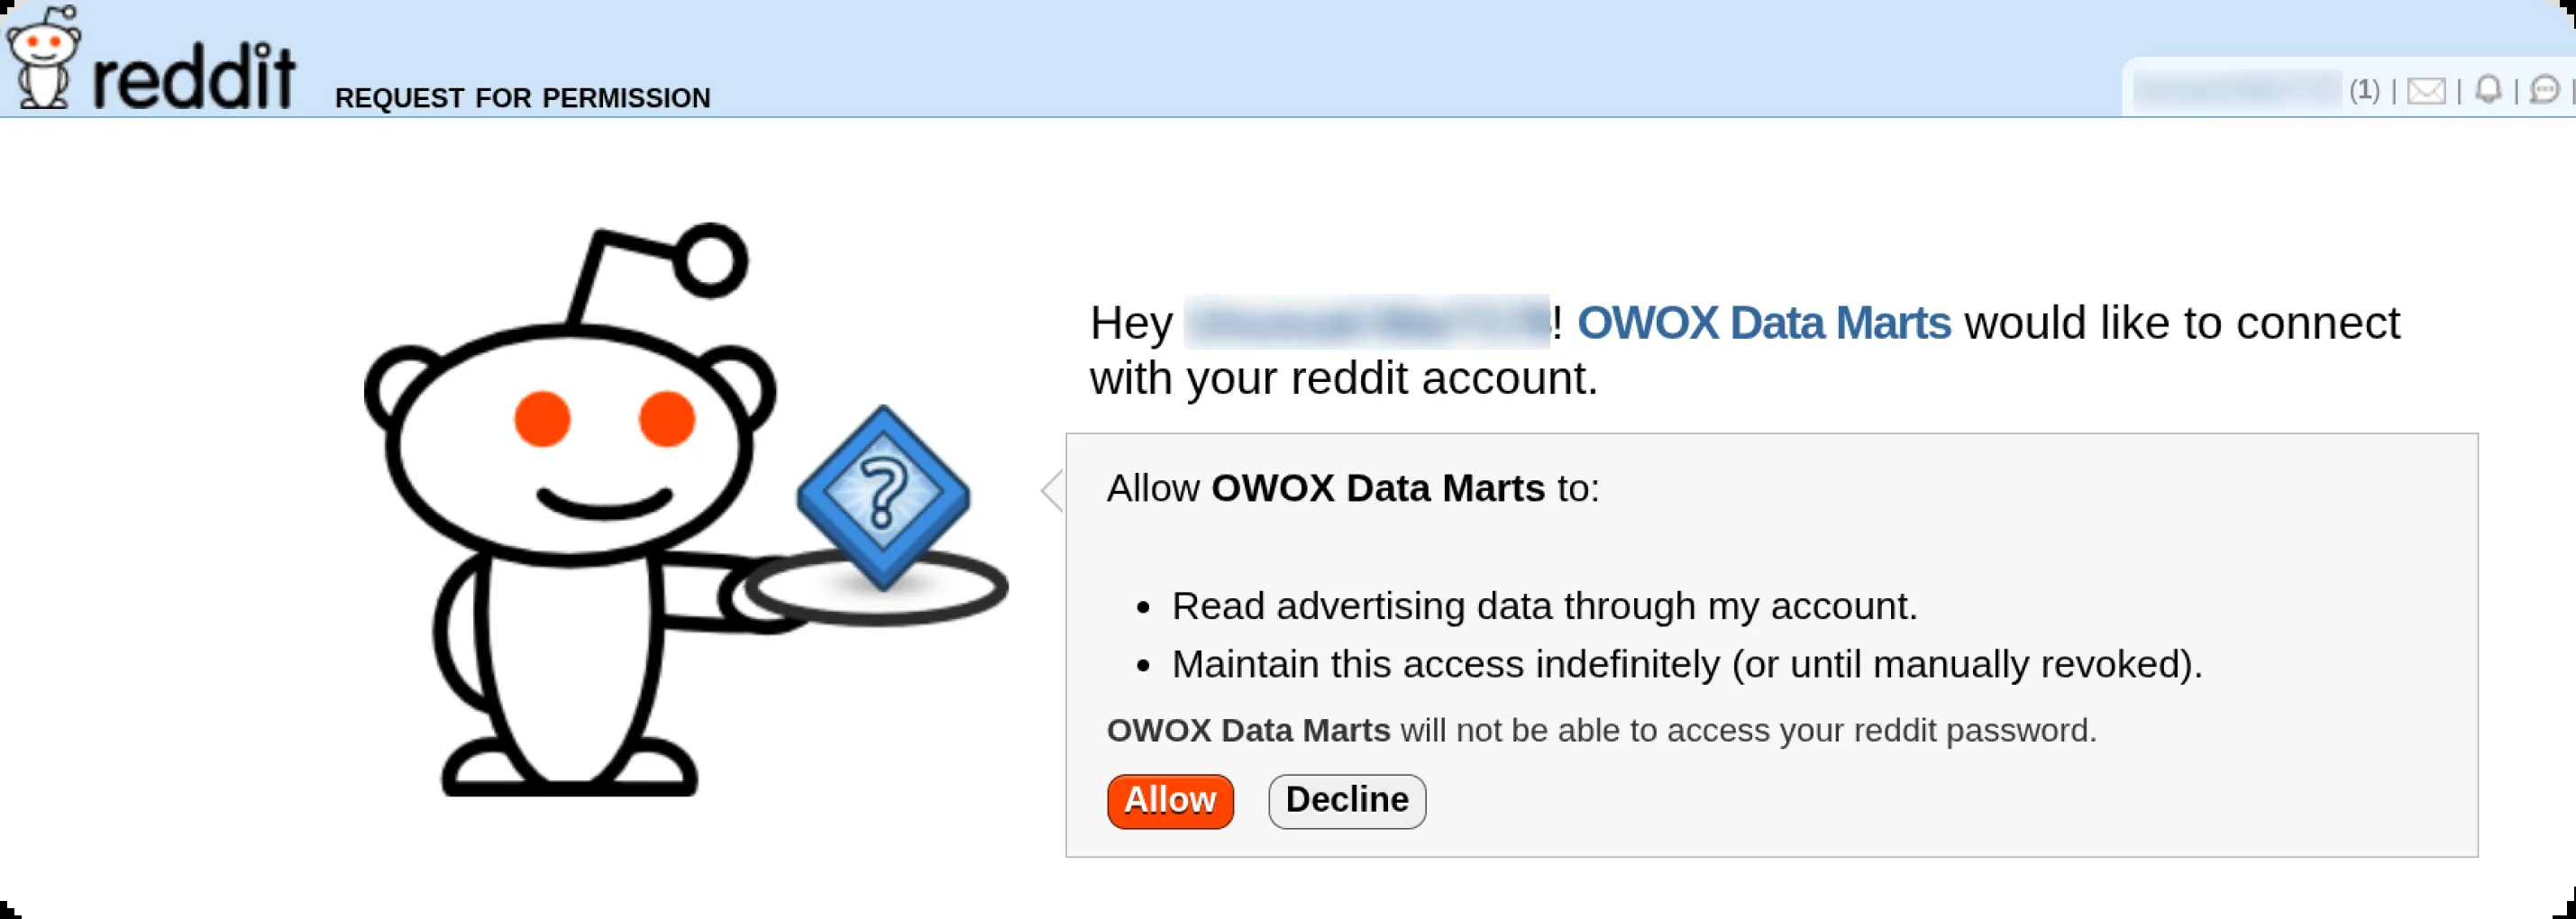 reddit REQUEST FOR PERMISSION
(1) | | |
Hey ! OWOX Data Marts would like to connect
with your reddit account.
?
Allow OWOX Data Marts to:
• Read advertising data through my account.
• Maintain this access indefinitely (or until manually revoked).
OWOX Data Marts will not be able to access your reddit password.
Allow Decline